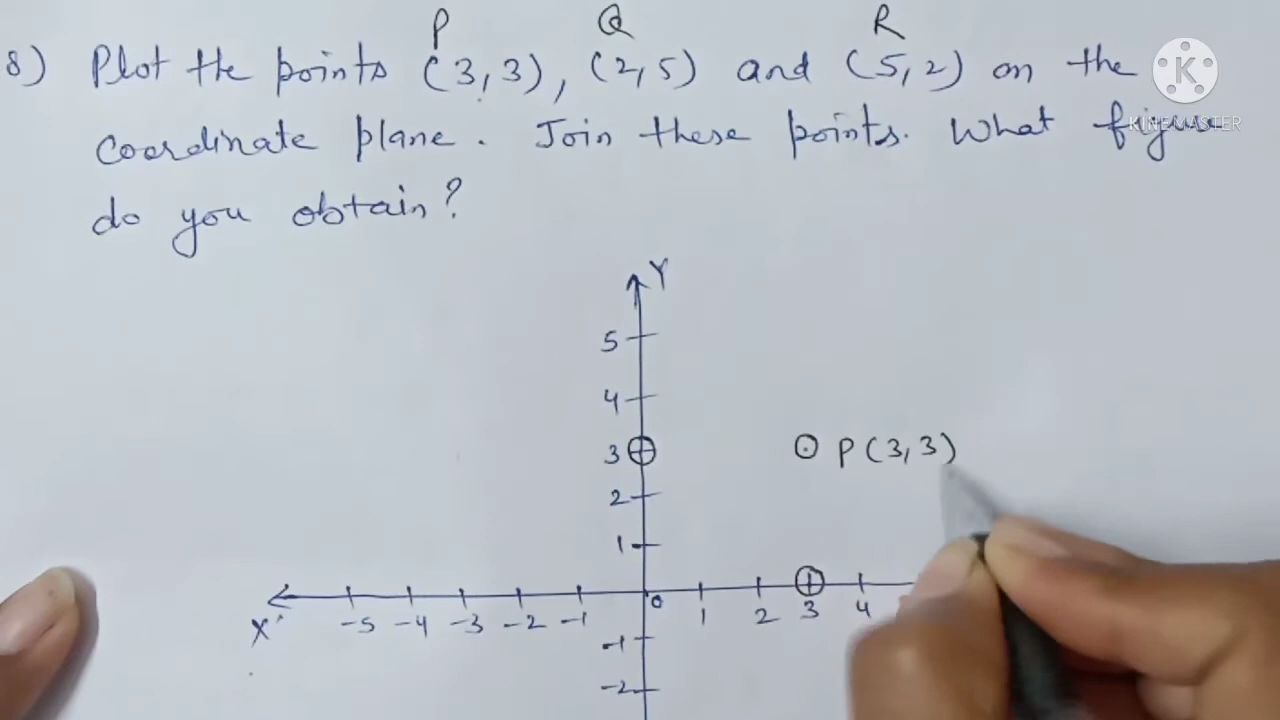 P Q R
8) Plot the points (3,3), (2,5) and (5,2) on the
K
coordinate plane. Join these points. What figure
KINEMASTER
do you obtain?
Y
5
4
3
P(3,3)
2
1
X' -5 -4 -3 -2 -1 0 1 2 3 4
-1
-2